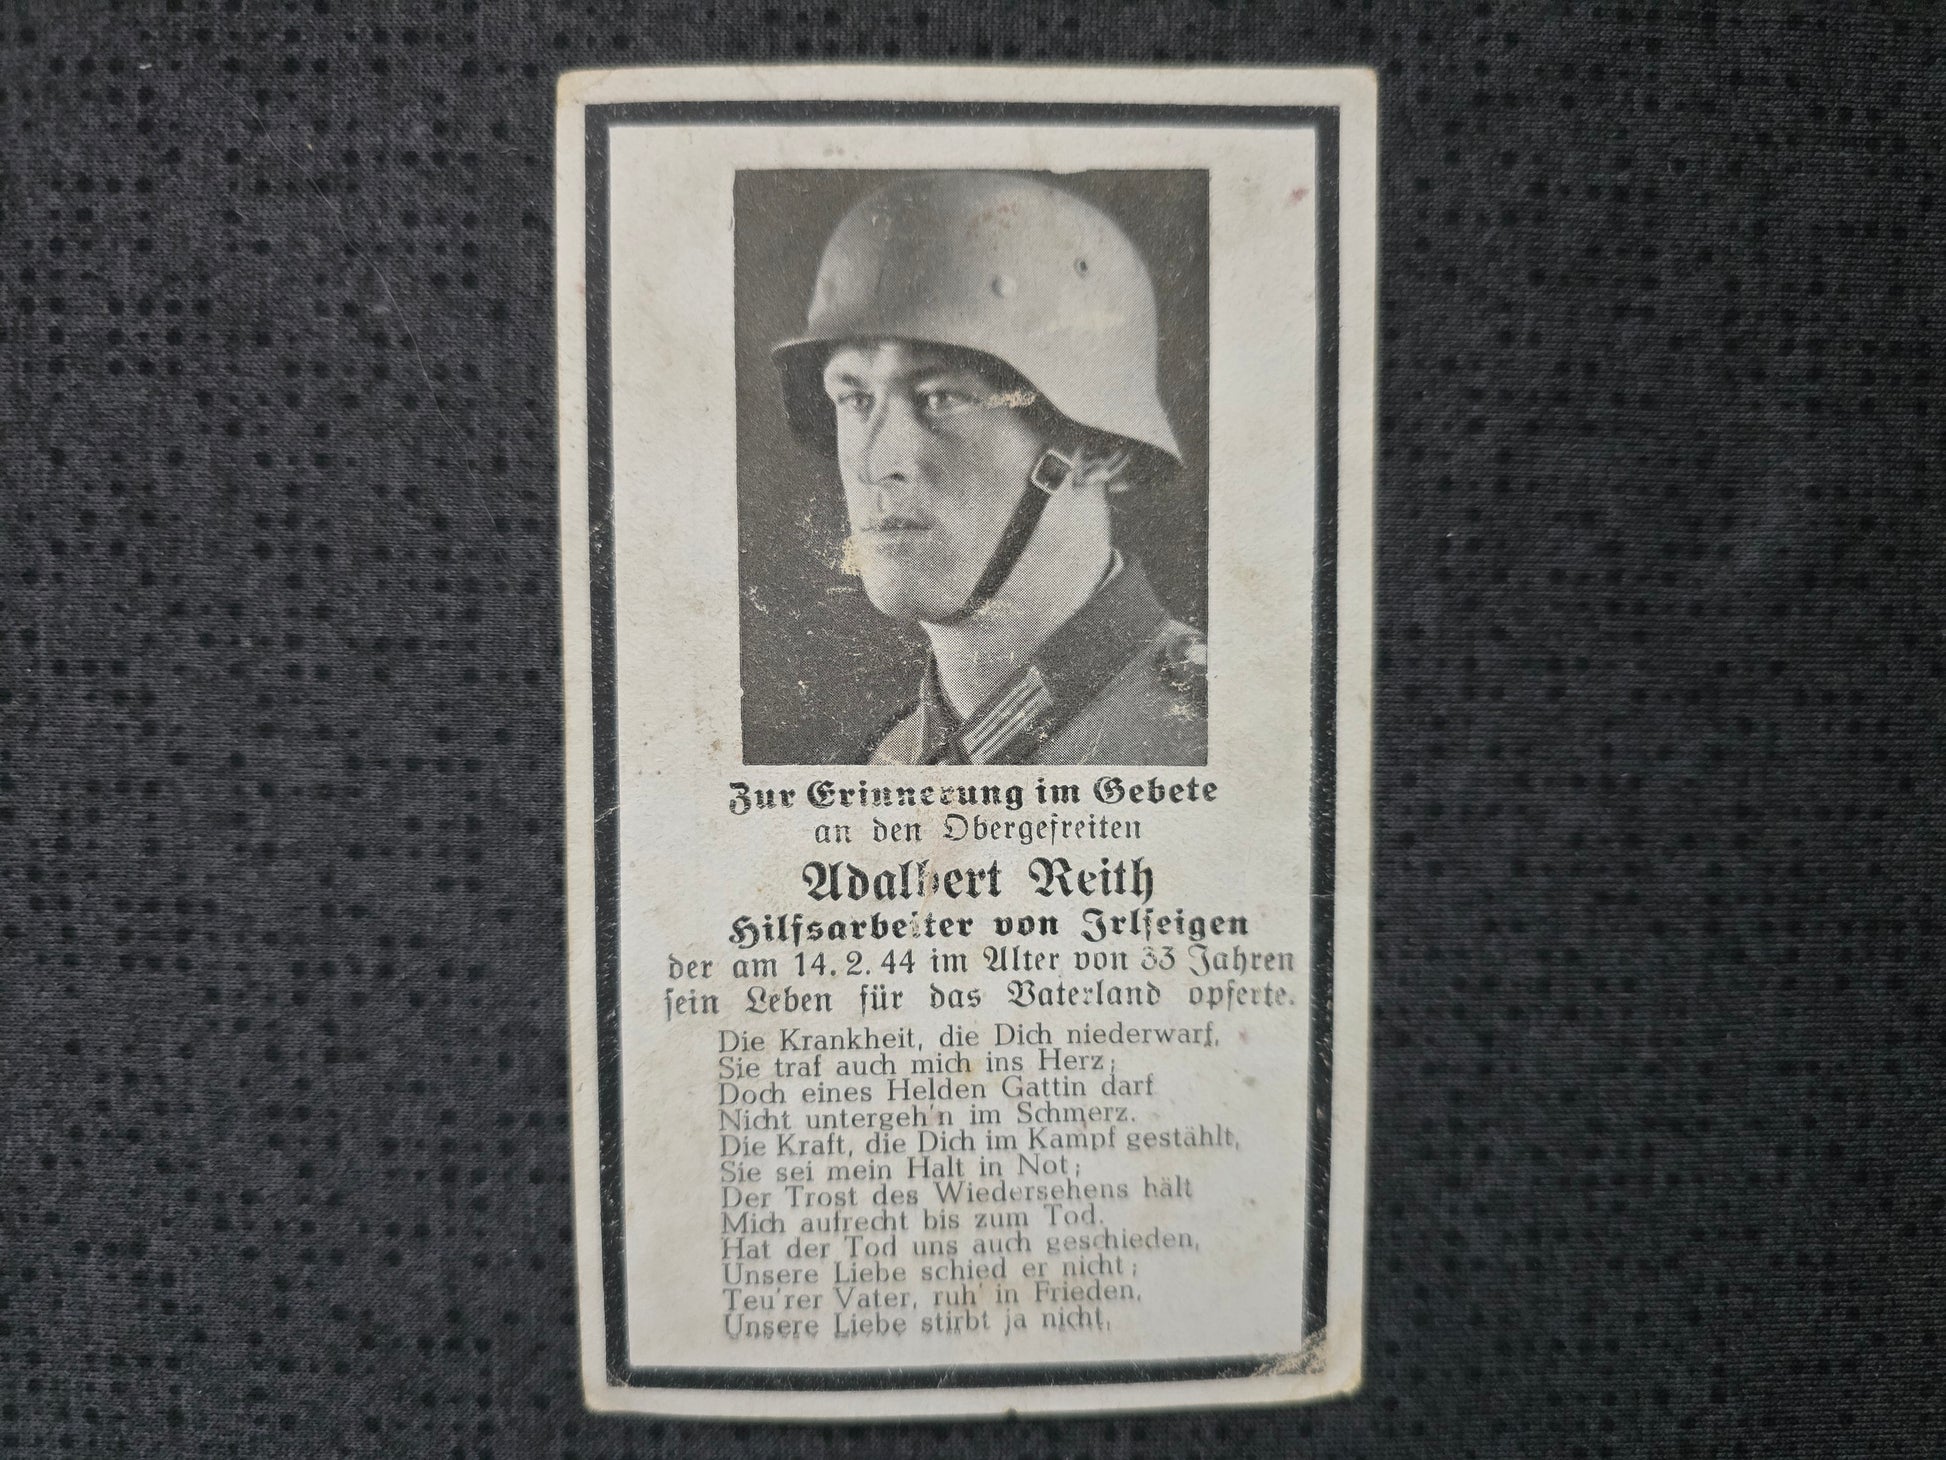 Zur Erinnerung im Gebete
an den Obergefreiten
Adalbert Reith
Hilfsarbeiter von Irlseigen
der am 14. 2. 44 im Alter von 33 Jahren
sein Leben für das Vaterland opferte.
Die Krankheit, die Dich niederwarf,
Sie traf auch mich ins Herz;
Doch eines Helden Gattin darf
Nicht untergeh'n im Schmerz.
Die Kraft, die Dich im Kampf gestählt,
Sie sei mein Halt in Not;
Der Trost des Wiedersehens hält
Mich aufrecht bis zum Tod.
Hat der Tod uns auch geschieden,
Unsere Liebe schied er nicht;
Teu'rer Vater, ruh' in Frieden,
Unsere Liebe stirbt ja nicht.